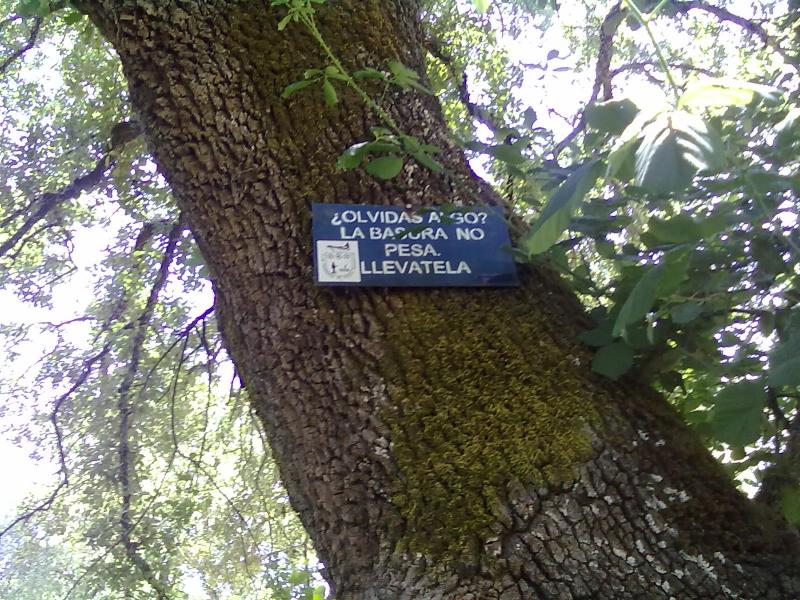 ¿OLVIDAS ALGO?
LA BASURA NO
PESA.
LLEVATELA